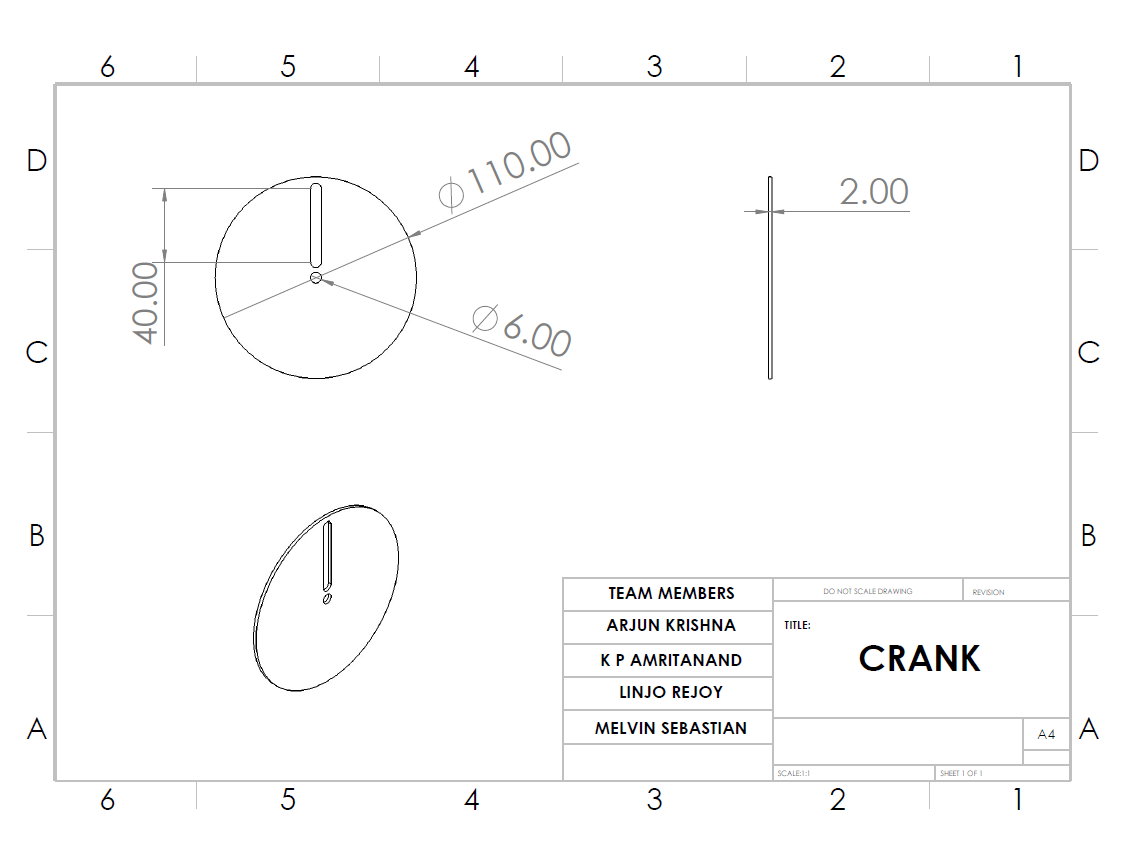 6 5 4 3 2 1
D D
⌀ 110.00
2.00
40.00
⌀ 6.00
C C
B B
TEAM MEMBERS
DO NOT SCALE DRAWING
REVISION
ARJUN KRISHNA
TITLE:
CRANK
K P AMRITANAND
LINJO REJOY
MELVIN SEBASTIAN
A4
A A
SCALE:1:1
SHEET 1 OF 1
6 5 4 3 2 1